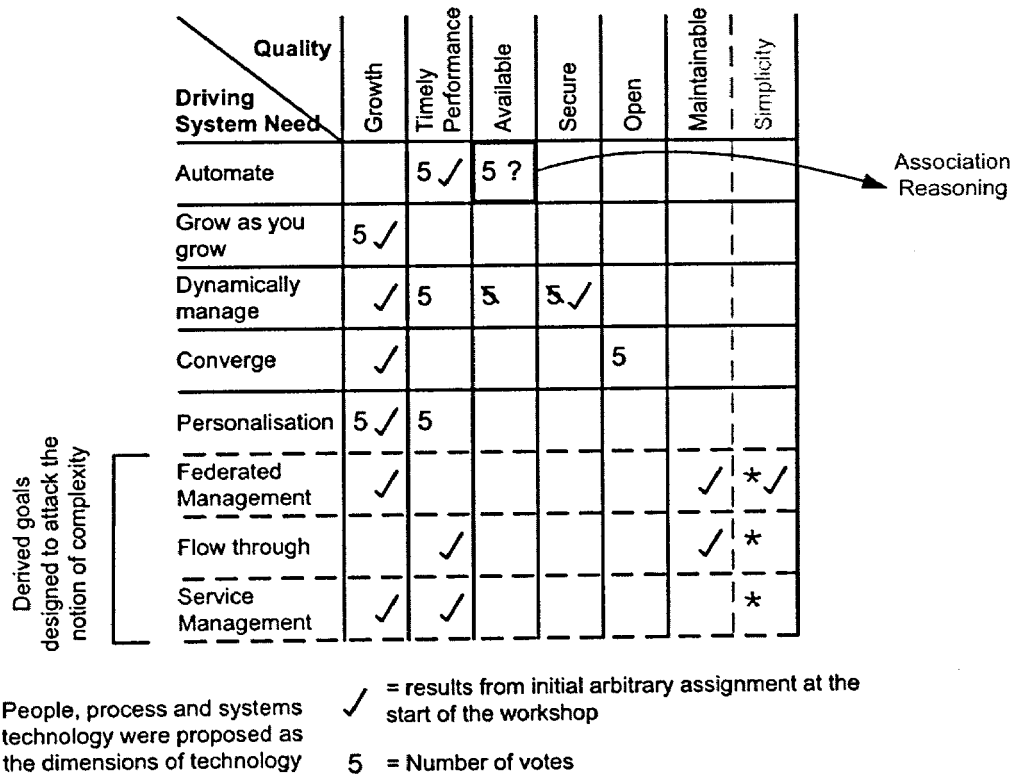 Quality
Driving
System Need
Growth
Timely
Performance
Available
Secure
Open
Maintainable
Simplicity
Automate 5 ✓ 5 ?
Association
Reasoning
Grow as you
grow 5 ✓
Dynamically
manage ✓ 5 5 5 ✓
Converge ✓ 5
Personalisation 5 ✓ 5
Derived goals
designed to attack the
notion of complexity
Federated
Management ✓ ✓ * ✓
Flow through ✓ ✓ *
Service
Management ✓ ✓ *
People, process and systems
technology were proposed as
the dimensions of technology
✓ = results from initial arbitrary assignment at the
start of the workshop
5 = Number of votes